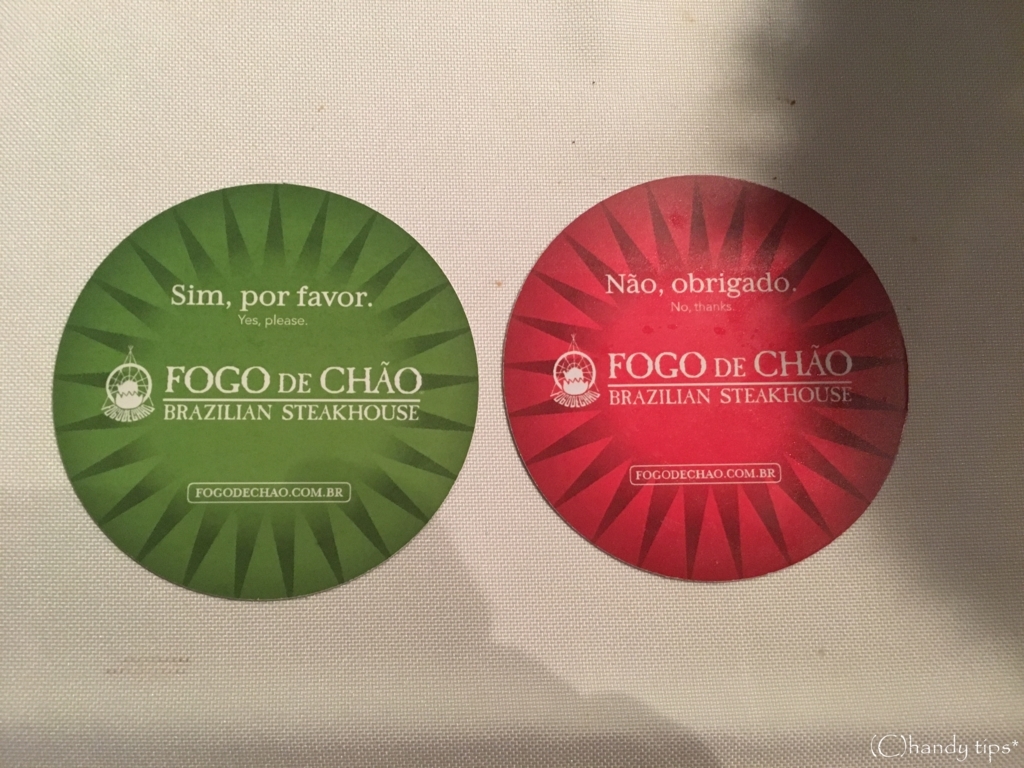 Sim, por favor.
Yes, please.
FOGO DE CHÃO
BRAZILIAN STEAKHOUSE
FOGODECHAO.COM.BR
Não, obrigado.
No, thanks.
FOGO DE CHÃO
BRAZILIAN STEAKHOUSE
FOGODECHAO.COM.BR
(C)handy tips*